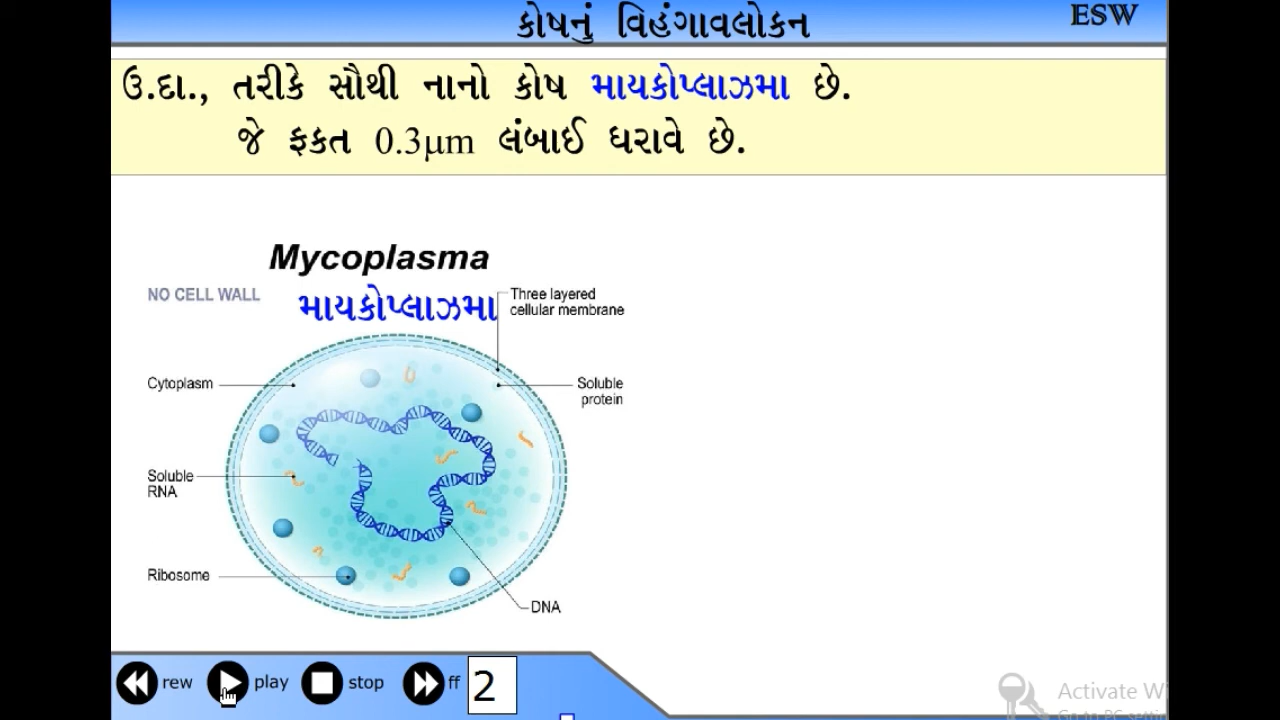 કોષનું વિહંગાવલોકન
ESW
ઉ.દા., તરીકે સૌથી નાનો કોષ માયકોપ્લાઝમા છે.
જે ફકત 0.3μm લંબાઈ ધરાવે છે.
Mycoplasma
NO CELL WALL
માયકોપ્લાઝમા
Three layered
cellular membrane
Cytoplasm
Soluble
protein
Soluble
RNA
Ribosome
DNA
rew
play
stop
ff
2
Activate W